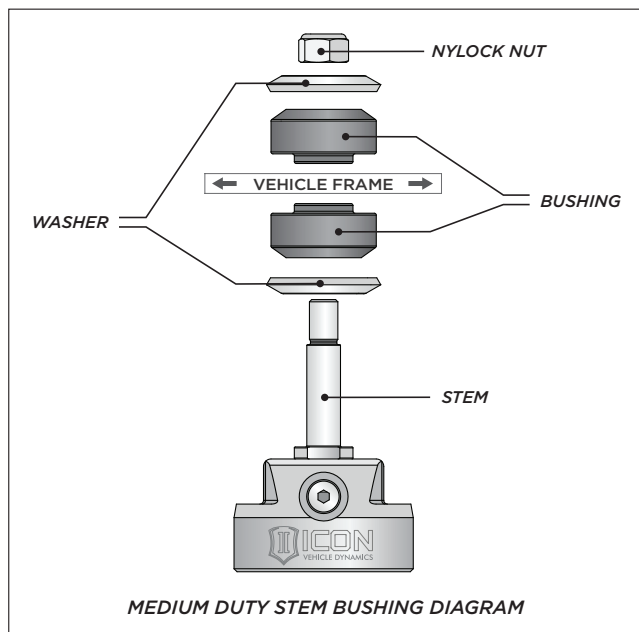 NYLOCK NUT
VEHICLE FRAME
WASHER
BUSHING
STEM
ICON
VEHICLE DYNAMICS
MEDIUM DUTY STEM BUSHING DIAGRAM